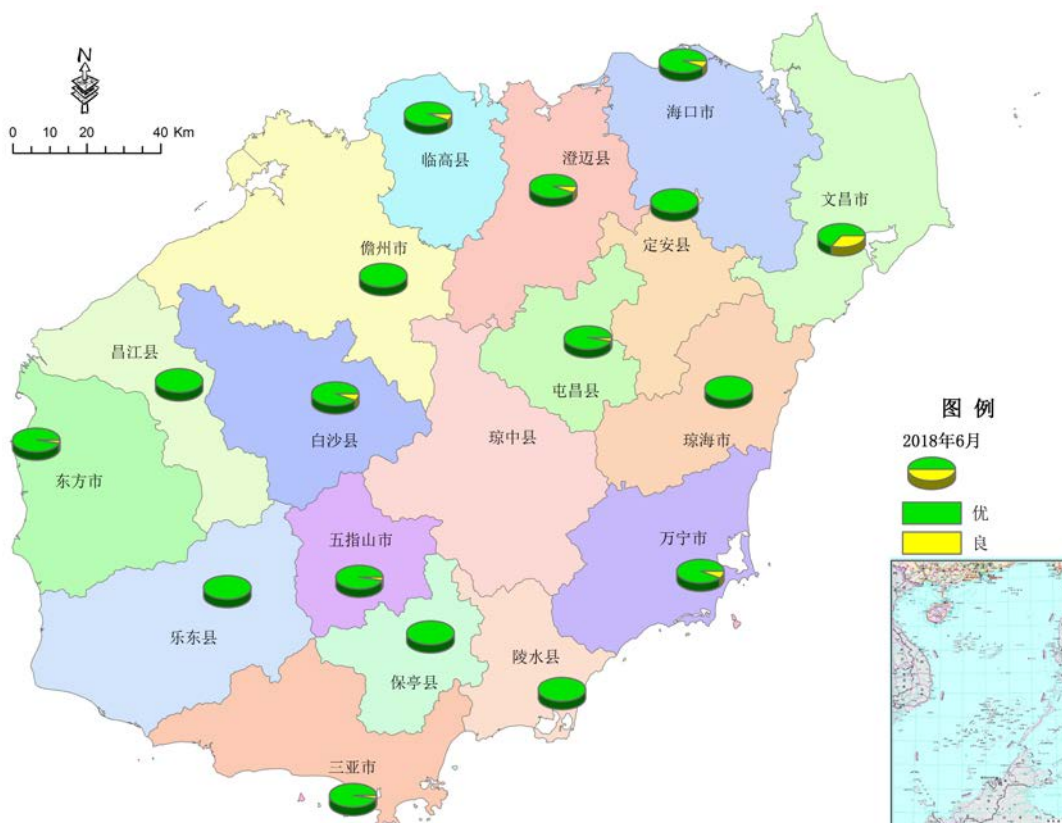 N
0 10 20 40 Km
海口市
临高县
澄迈县
文昌市
儋州市
定安县
昌江县
屯昌县
白沙县
琼中县
琼海市
东方市
五指山市
万宁市
乐东县
陵水县
保亭县
三亚市
图 例
2018年6月
优
良